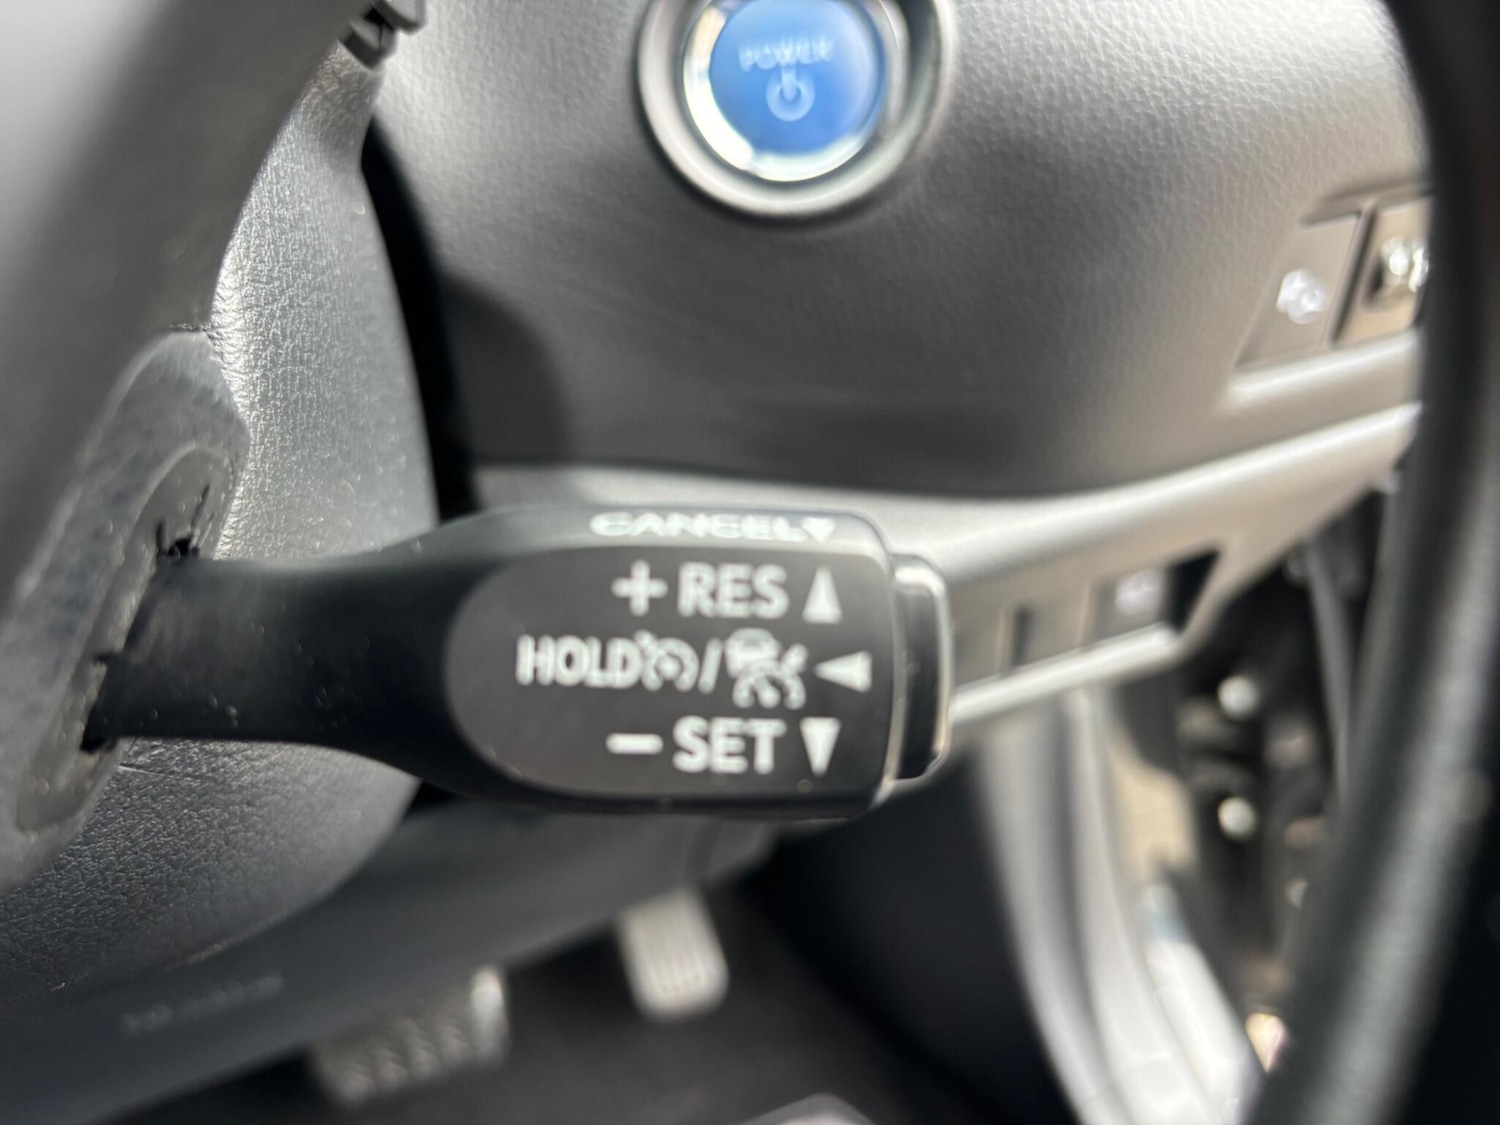 POWER
CANCEL▼
+ RES ▲
HOLD / ◄
− SET ▼